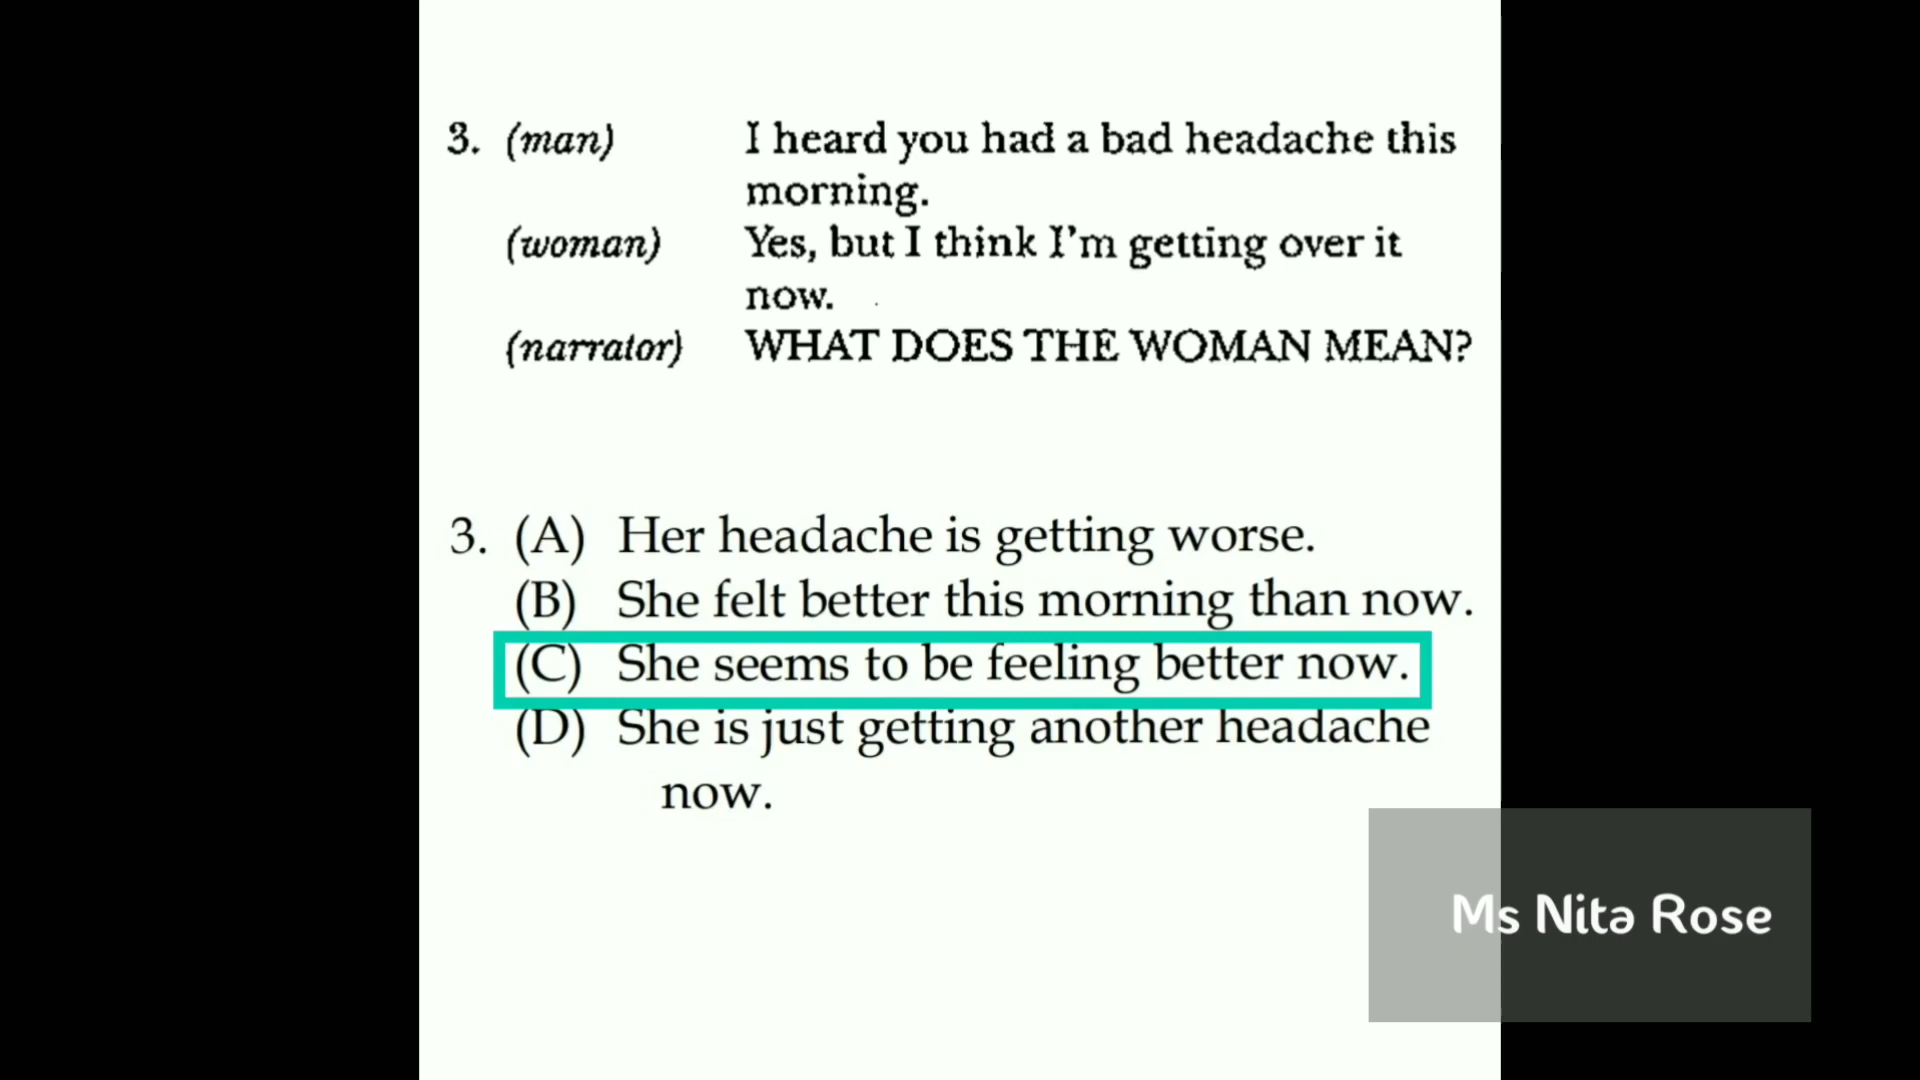 3. (man) I heard you had a bad headache this
morning.
(woman) Yes, but I think I'm getting over it
now.
(narrator) WHAT DOES THE WOMAN MEAN?
3. (A) Her headache is getting worse.
(B) She felt better this morning than now.
(C) She seems to be feeling better now.
(D) She is just getting another headache
now.
Ms Nita Rose